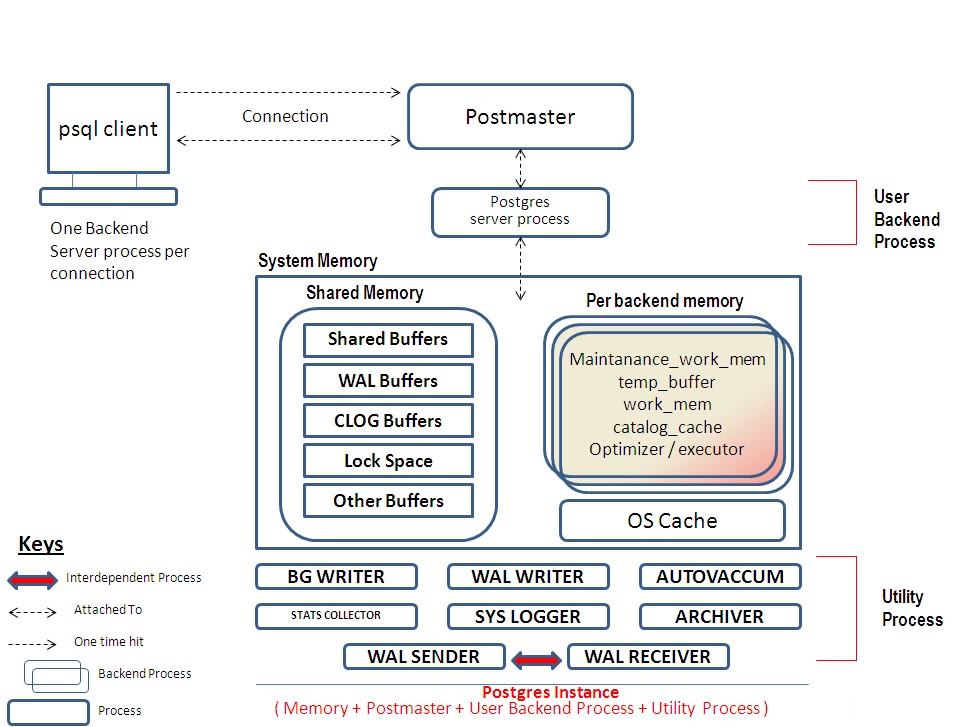 psql client
Connection
Postmaster
One Backend
Server process per
connection
Postgres
server process
User
Backend
Process
System Memory
Shared Memory
Shared Buffers
WAL Buffers
CLOG Buffers
Lock Space
Other Buffers
Per backend memory
Maintanance_work_mem
temp_buffer
work_mem
catalog_cache
Optimizer / executor
OS Cache
Keys
Interdependent Process
Attached To
One time hit
Backend Process
Process
BG WRITER
WAL WRITER
AUTOVACCUM
STATS COLLECTOR
SYS LOGGER
ARCHIVER
WAL SENDER
WAL RECEIVER
Utility
Process
Postgres Instance
( Memory + Postmaster + User Backend Process + Utility Process )